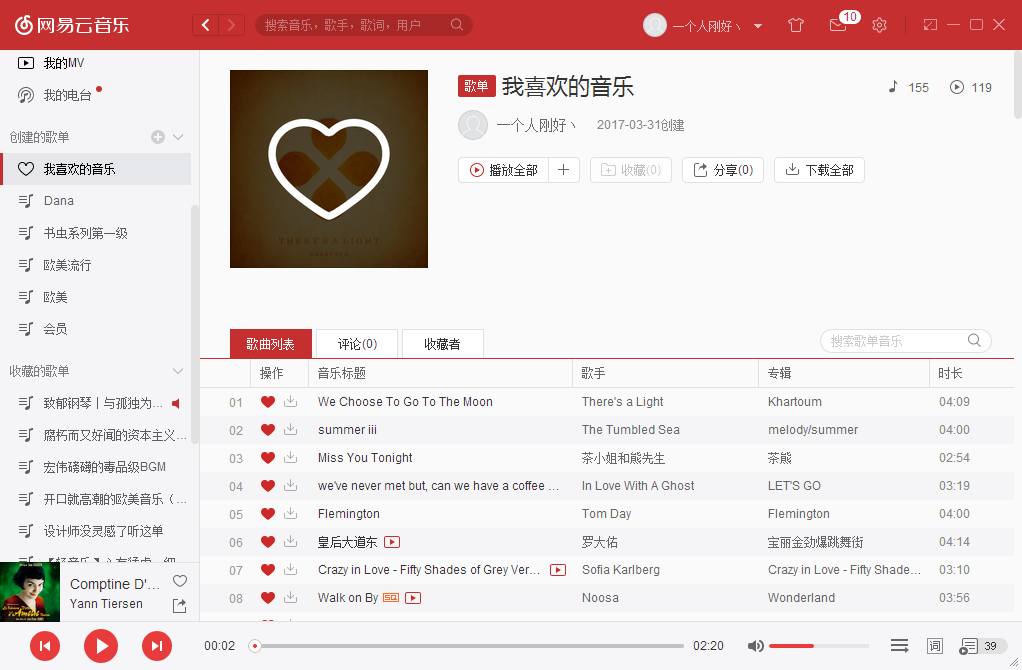 网易云音乐
搜索音乐，歌手，歌词，用户
一个人刚好丶
10
我的MV
我的电台
创建的歌单
我喜欢的音乐
Dana
书虫系列第一级
欧美流行
欧美
会员
收藏的歌单
致郁钢琴丨与孤独为...
腐朽而又好闻的资本主义...
宏伟磅礴的毒品级BGM
开口就高潮的欧美音乐（...
设计师没灵感了听这单
歌单 我喜欢的音乐
155 119
一个人刚好丶 2017-03-31创建
播放全部 收藏(0) 分享(0) 下载全部
THERE'S A LIGHT
歌曲列表 评论(0) 收藏者 搜索歌单音乐
操作 音乐标题 歌手 专辑 时长
01 We Choose To Go To The Moon There's a Light Khartoum 04:09
02 summer iii The Tumbled Sea melody/summer 04:00
03 Miss You Tonight 茶小姐和熊先生 茶熊 02:54
04 we've never met but, can we have a coffee ... In Love With A Ghost LET'S GO 03:19
05 Flemington Tom Day Flemington 04:00
06 皇后大道东 罗大佑 宝丽金劲爆跳舞街 04:14
07 Crazy in Love - Fifty Shades of Grey Ver... Sofia Karlberg Crazy in Love - Fifty Shade... 03:10
08 Walk on By SQ Noosa Wonderland 03:56
Comptine D'...
Yann Tiersen
00:02 02:20 词 39